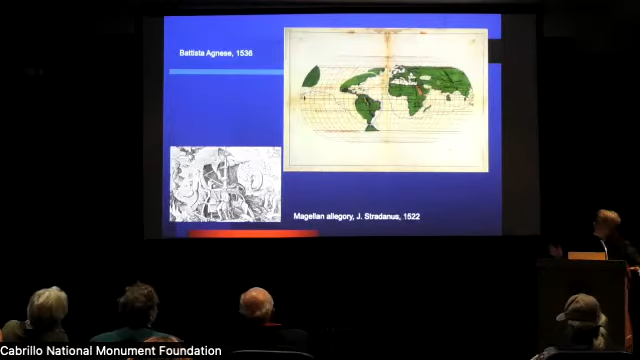 Battista Agnese, 1536
Magellan allegory, J. Stradanus, 1522
Cabrillo National Monument Foundation